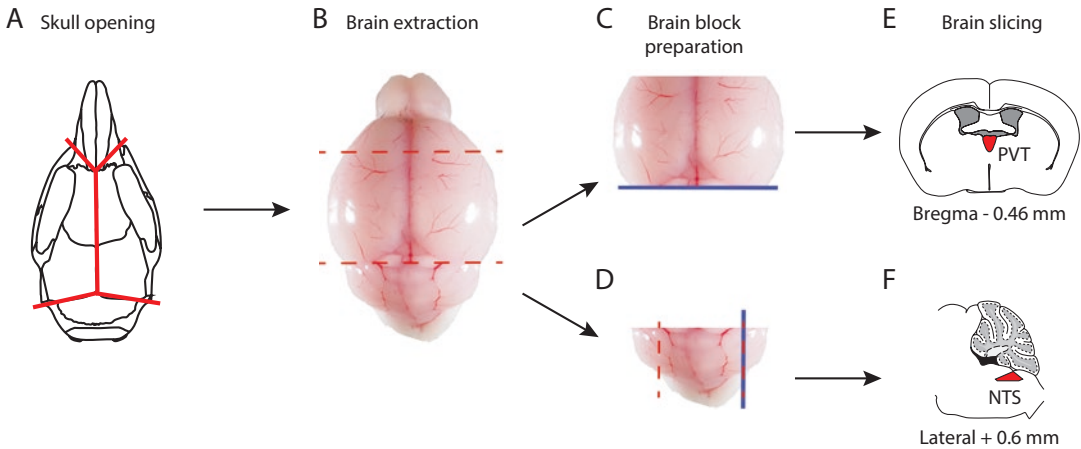 A Skull opening
B Brain extraction
C Brain block
preparation
E Brain slicing
PVT
Bregma - 0.46 mm
D
F
NTS
Lateral + 0.6 mm